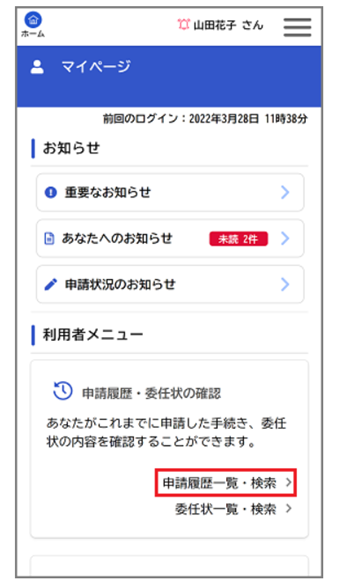 ホーム
山田花子 さん
マイページ
前回のログイン：2022年3月28日 11時38分
お知らせ
重要なお知らせ
あなたへのお知らせ 未読 2件
申請状況のお知らせ
利用者メニュー
申請履歴・委任状の確認
あなたがこれまでに申請した手続き、委任
状の内容を確認することができます。
申請履歴一覧・検索
委任状一覧・検索